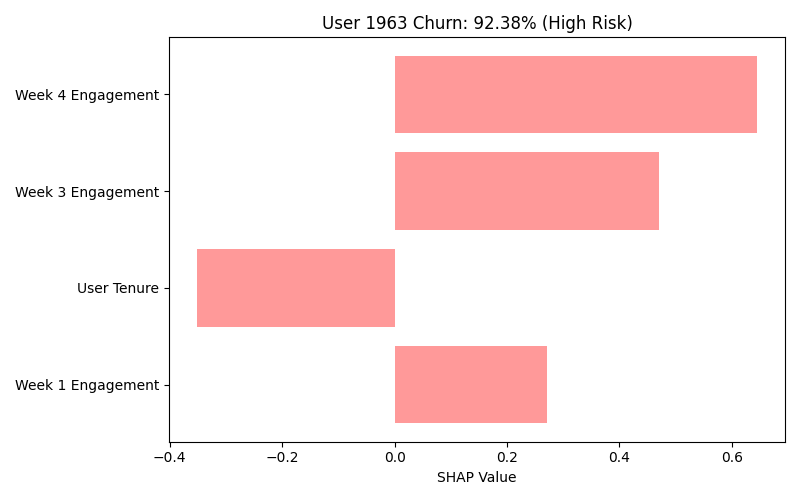 User 1963 Churn: 92.38% (High Risk)
Week 4 Engagement
Week 3 Engagement
User Tenure
Week 1 Engagement
−0.4 −0.2 0.0 0.2 0.4 0.6
SHAP Value